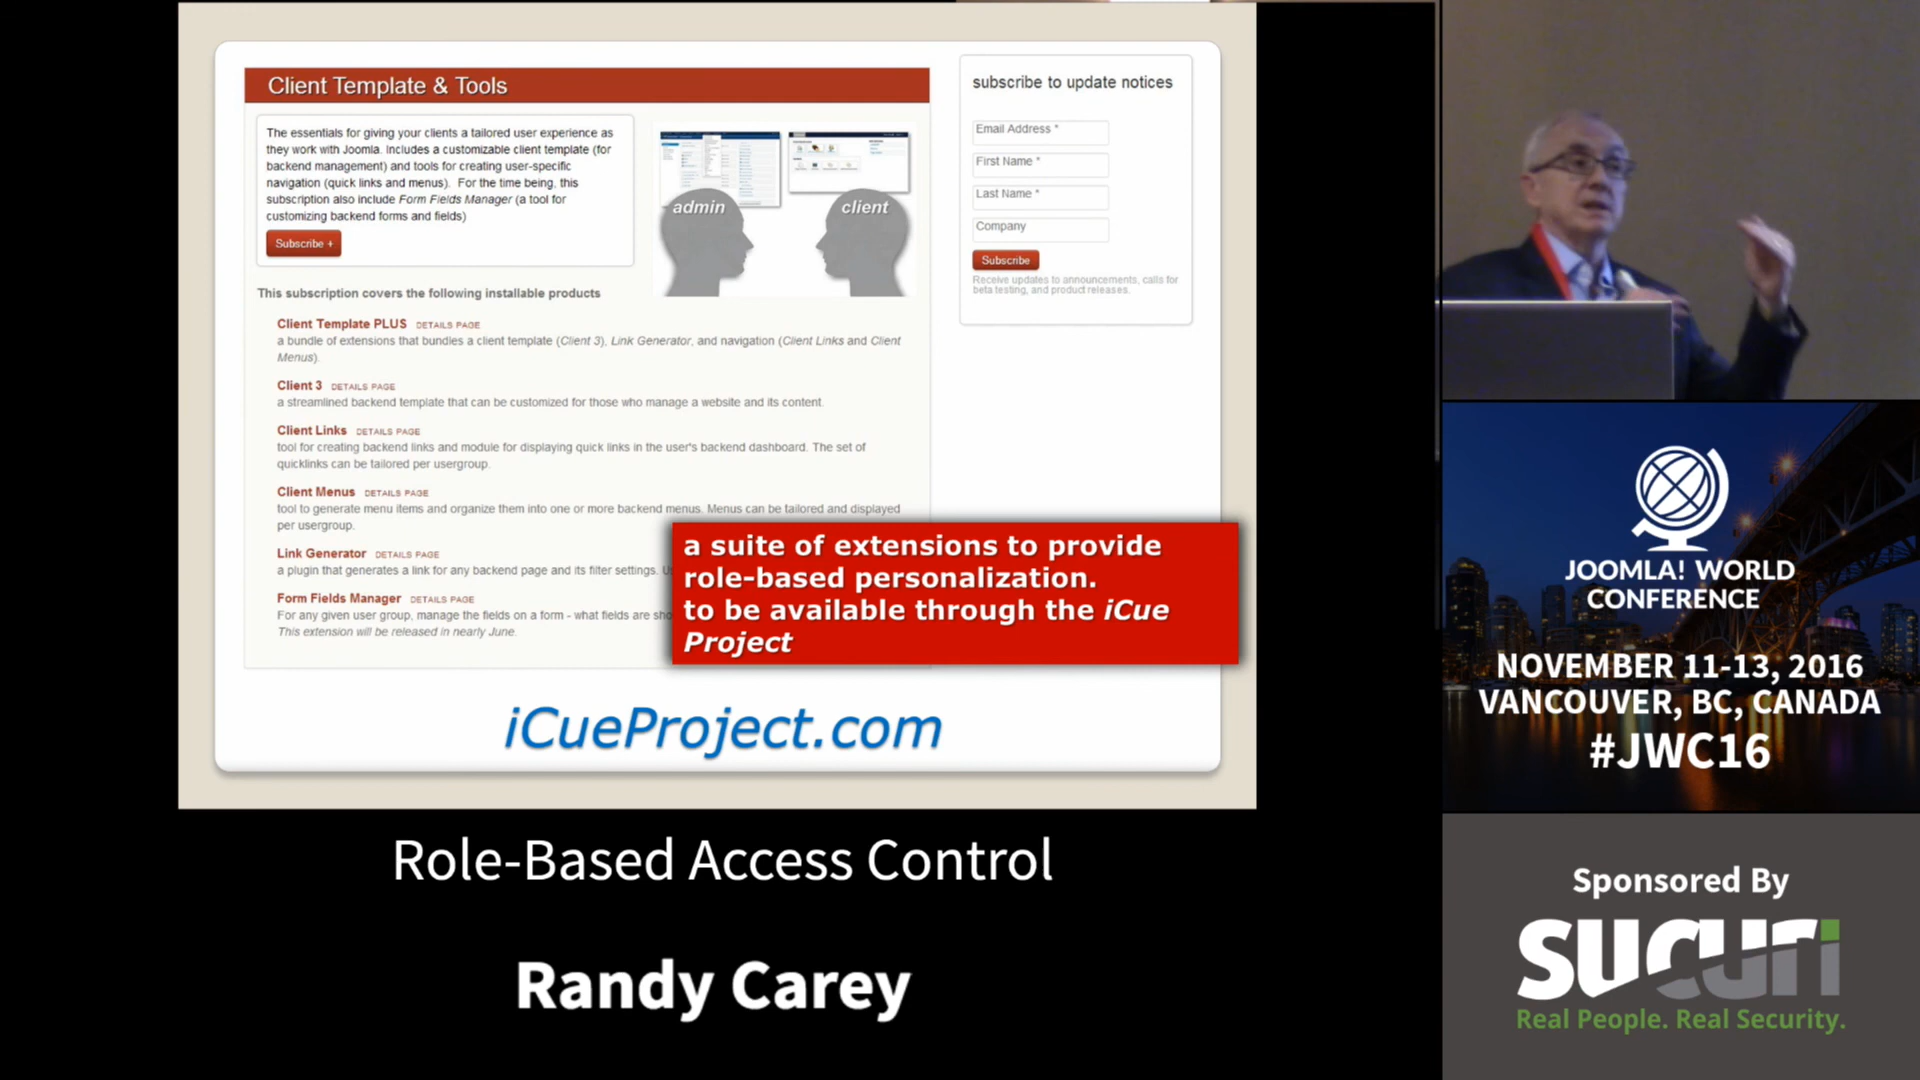 Client Template & Tools
The essentials for giving your clients a tailored user experience as
they work with Joomla. Includes a customizable client template (for
backend management) and tools for creating user-specific
navigation (quick links and menus). For the time being, this
subscription also include Form Fields Manager (a tool for
customizing backend forms and fields)
Subscribe +
admin
client
This subscription covers the following installable products
Client Template PLUS DETAILS PAGE
a bundle of extensions that bundles a client template (Client 3), Link Generator, and navigation (Client Links and Client
Menus).
Client 3 DETAILS PAGE
a streamlined backend template that can be customized for those who manage a website and its content.
Client Links DETAILS PAGE
tool for creating backend links and module for displaying quick links in the user's backend dashboard. The set of
quicklinks can be tailored per usergroup.
Client Menus DETAILS PAGE
tool to generate menu items and organize them into one or more backend menus. Menus can be tailored and displayed
per usergroup.
Link Generator DETAILS PAGE
a plugin that generates a link for any backend page and its filter settings.
Form Fields Manager DETAILS PAGE
For any given user group, manage the fields on a form - what fields are
This extension will be released in nearly June.
subscribe to update notices
Email Address *
First Name *
Last Name *
Company
Subscribe
Receive updates to announcements, calls for
beta testing, and product releases.
a suite of extensions to provide
role-based personalization.
to be available through the iCue
Project
iCueProject.com
Role-Based Access Control
Randy Carey
JOOMLA! WORLD
CONFERENCE
NOVEMBER 11-13, 2016
VANCOUVER, BC, CANADA
#JWC16
Sponsored By
SUCURI
Real People. Real Security.